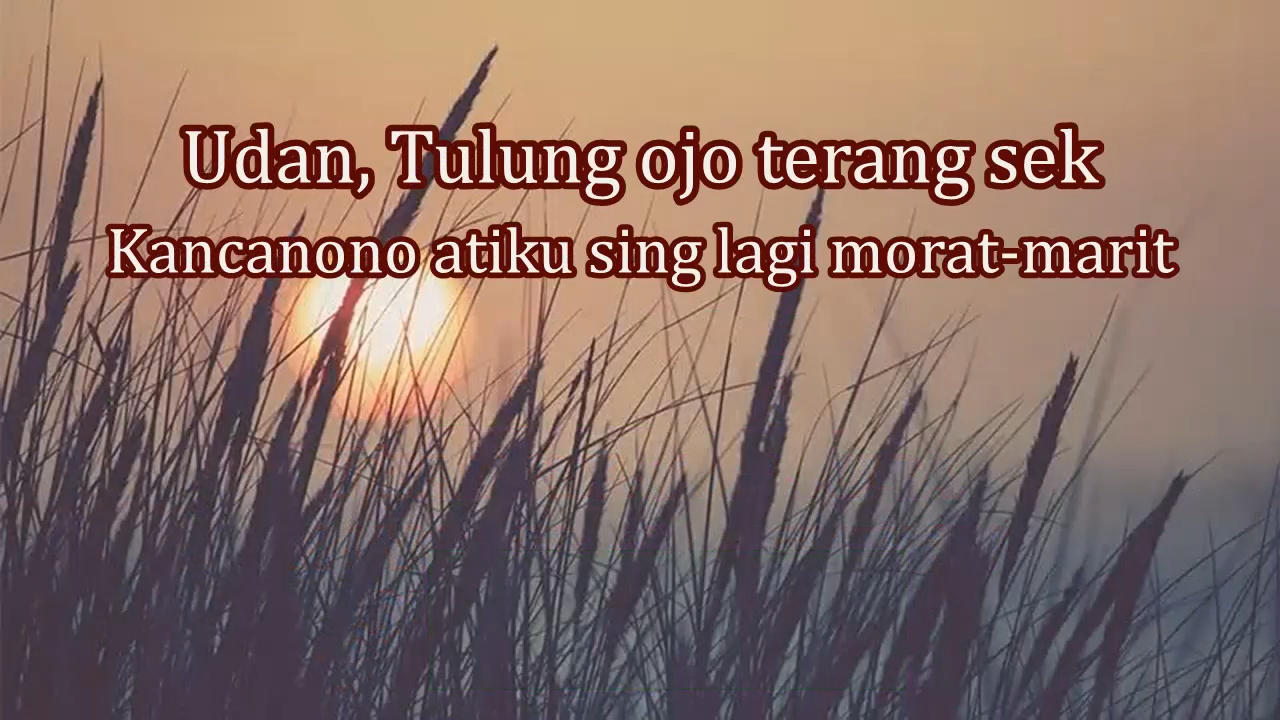 Udan, Tulung ojo terang sek
Kancanono atiku sing lagi morat-marit